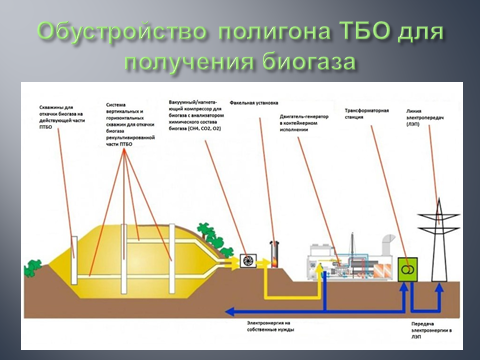 Обустройство полигона ТБО для
получения биогаза
Скважины для
откачки биогаза на
действующей части
ПТБО
Система
вертикальных и
горизонтальных
скважин для откачки
биогаза
рекультивированной
части ПТБО
Вакуумный/нагнета-
ющий компрессор для
биогаза с анализатором
химического состава
биогаза (CH4, CO2, O2)
Факельная установка
Двигатель-генератор
в контейнерном
исполнении
Трансформаторная
станция
Линия
электропередач
(ЛЭП)
Электроэнергия на
собственные нужды
Передача
электроэнергии в
ЛЭП